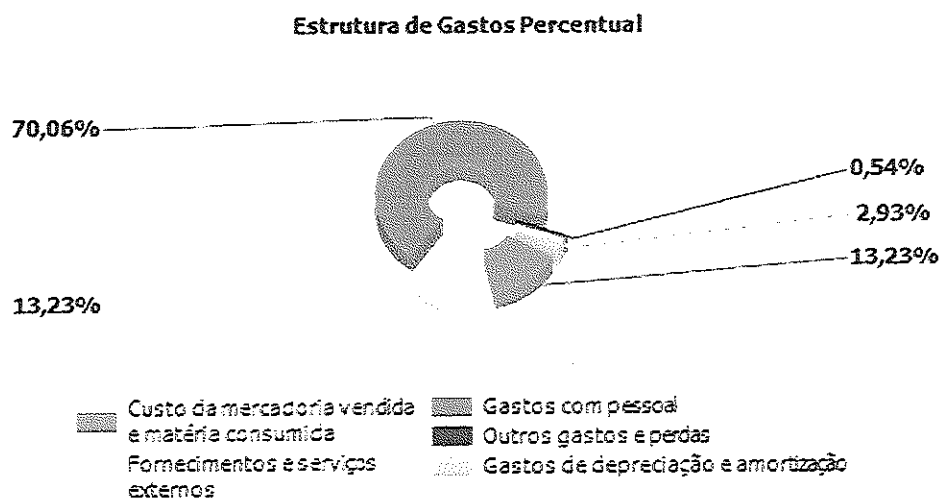 Estrutura de Gastos Percentual
70,06%
0,54%
2,93%
13,23%
13,23%
Custo da mercadoria vendida
e matéria consumida
Fornecimentos e serviços
externos
Gastos com pessoal
Outros gastos e perdas
Gastos de depreciação e amortização